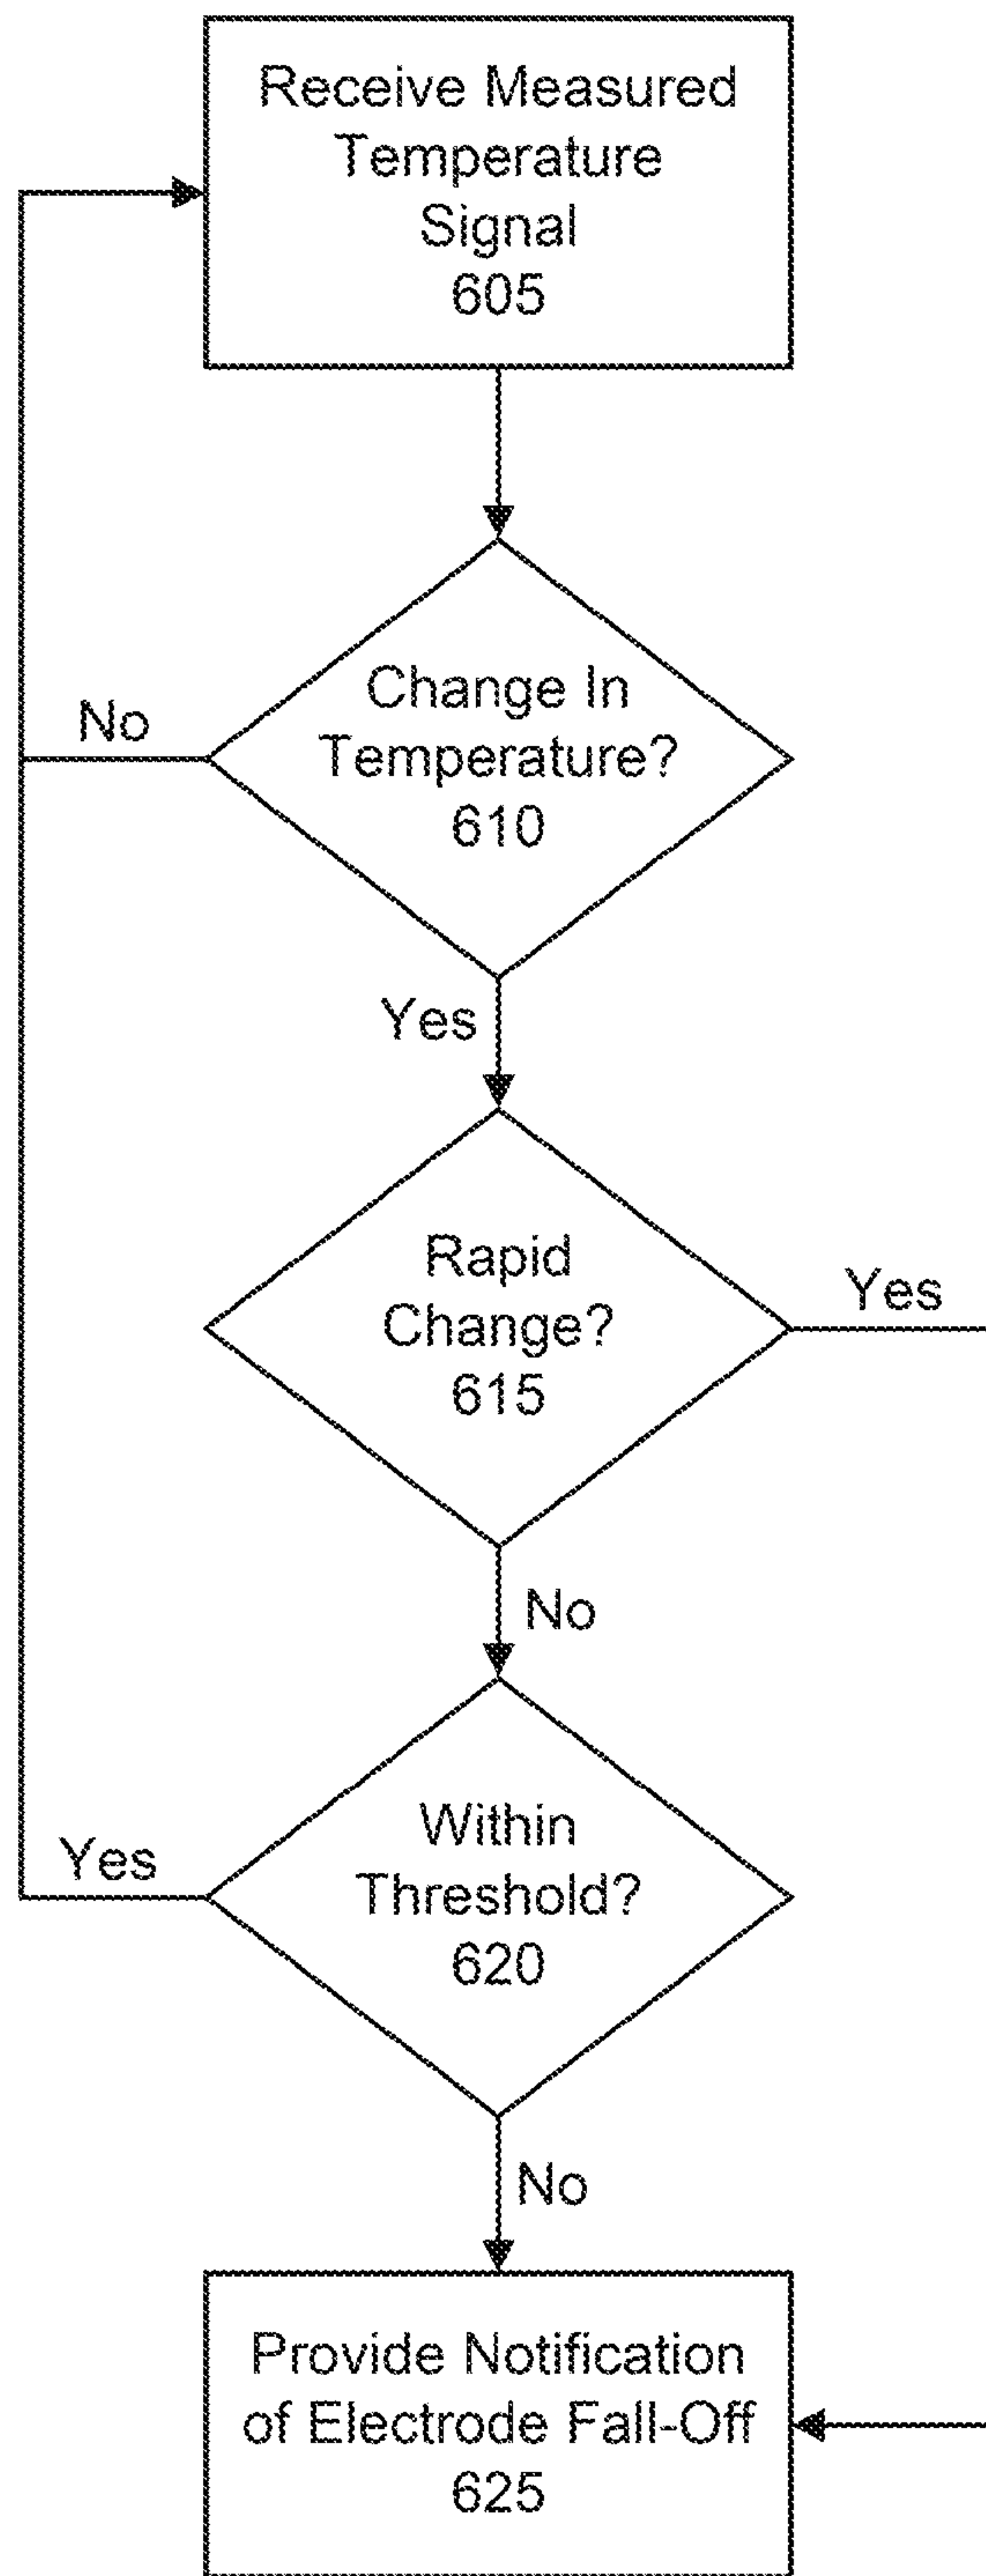 Receive Measured
Temperature
Signal
605
Change In
Temperature?
610
No
Yes
Rapid
Change?
615
Yes
No
Within
Threshold?
620
Yes
No
Provide Notification
of Electrode Fall-Off
625